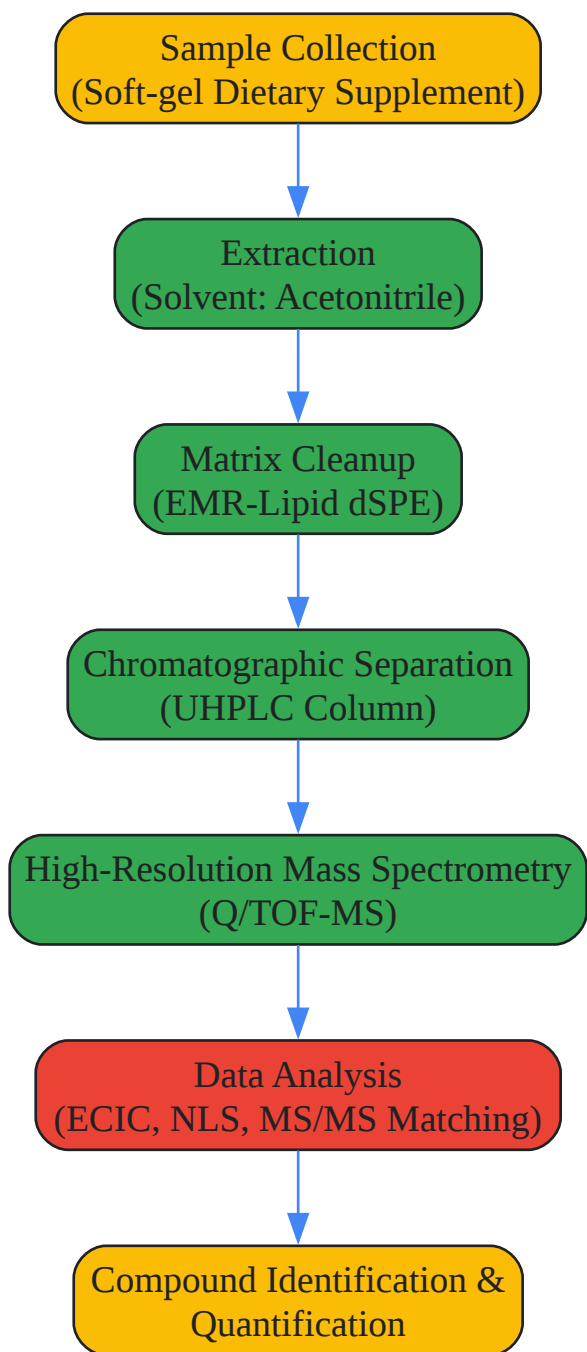 Sample Collection
(Soft-gel Dietary Supplement)
Extraction
(Solvent: Acetonitrile)
Matrix Cleanup
(EMR-Lipid dSPE)
Chromatographic Separation
(UHPLC Column)
High-Resolution Mass Spectrometry
(Q/TOF-MS)
Data Analysis
(ECIC, NLS, MS/MS Matching)
Compound Identification &
Quantification